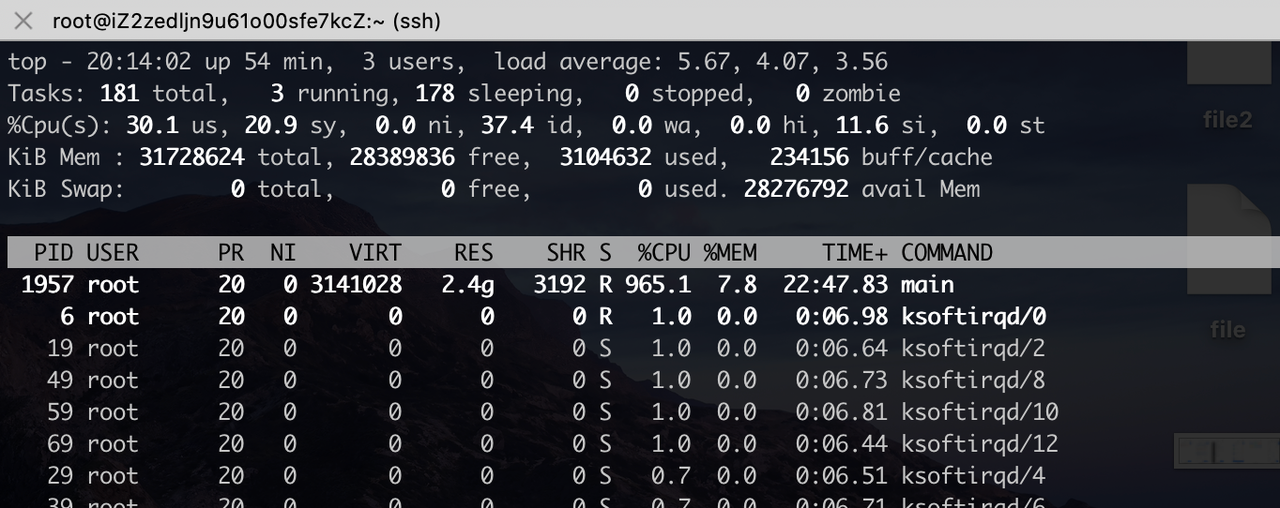 root@iZ2zedljn9u61o00sfe7kcZ:~ (ssh)
top - 20:14:02 up 54 min,  3 users,  load average: 5.67, 4.07, 3.56
Tasks: 181 total,   3 running, 178 sleeping,   0 stopped,   0 zombie
%Cpu(s): 30.1 us, 20.9 sy,  0.0 ni, 37.4 id,  0.0 wa,  0.0 hi, 11.6 si,  0.0 st
KiB Mem : 31728624 total, 28389836 free,  3104632 used,   234156 buff/cache
KiB Swap:        0 total,        0 free,        0 used. 28276792 avail Mem
PID USER      PR  NI    VIRT    RES    SHR S  %CPU %MEM     TIME+ COMMAND
1957 root      20   0 3141028   2.4g   3192 R 965.1  7.8  22:47.83 main
6 root      20   0       0      0      0 R   1.0  0.0   0:06.98 ksoftirqd/0
19 root      20   0       0      0      0 S   1.0  0.0   0:06.64 ksoftirqd/2
49 root      20   0       0      0      0 S   1.0  0.0   0:06.73 ksoftirqd/8
59 root      20   0       0      0      0 S   1.0  0.0   0:06.81 ksoftirqd/10
69 root      20   0       0      0      0 S   1.0  0.0   0:06.44 ksoftirqd/12
29 root      20   0       0      0      0 S   0.7  0.0   0:06.51 ksoftirqd/4
39 root      20   0       0      0      0 S   0.7  0.0   0:06.71 ksoftirqd/6
file2
file